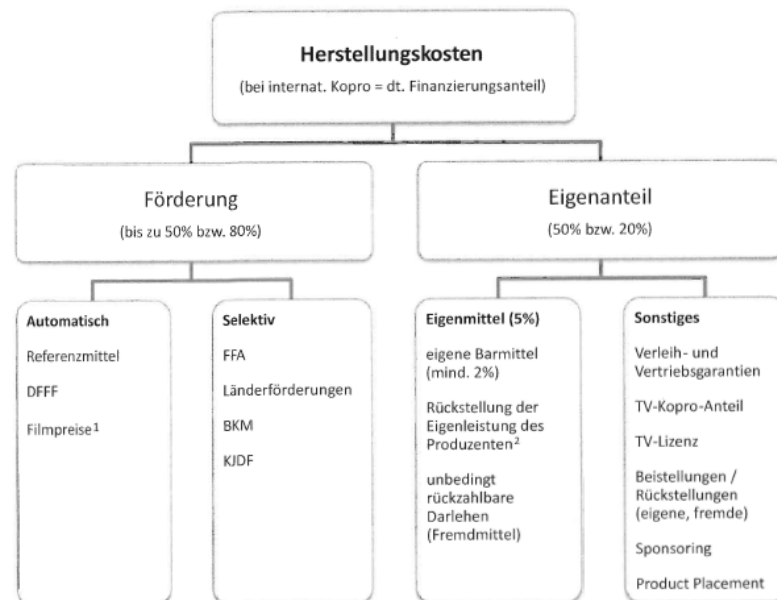 Herstellungskosten
(bei internat. Kopro = dt. Finanzierungsanteil)
Förderung
(bis zu 50% bzw. 80%)
Eigenanteil
(50% bzw. 20%)
Automatisch
Referenzmittel
DFFF
Filmpreise¹
Selektiv
FFA
Länderförderungen
BKM
KJDF
Eigenmittel (5%)
eigene Barmittel
(mind. 2%)
Rückstellung der
Eigenleistung des
Produzenten²
unbedingt
rückzahlbare
Darlehen
(Fremdmittel)
Sonstiges
Verleih- und
Vertriebsgarantien
TV-Kopro-Anteil
TV-Lizenz
Beistellungen /
Rückstellungen
(eigene, fremde)
Sponsoring
Product Placement